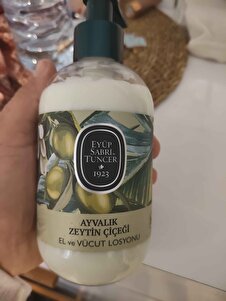 EYÜP
SABRİ
TUNCER
1923
AYVALIK
ZEYTİN ÇİÇEĞİ
EL ve VÜCUT LOSYONU